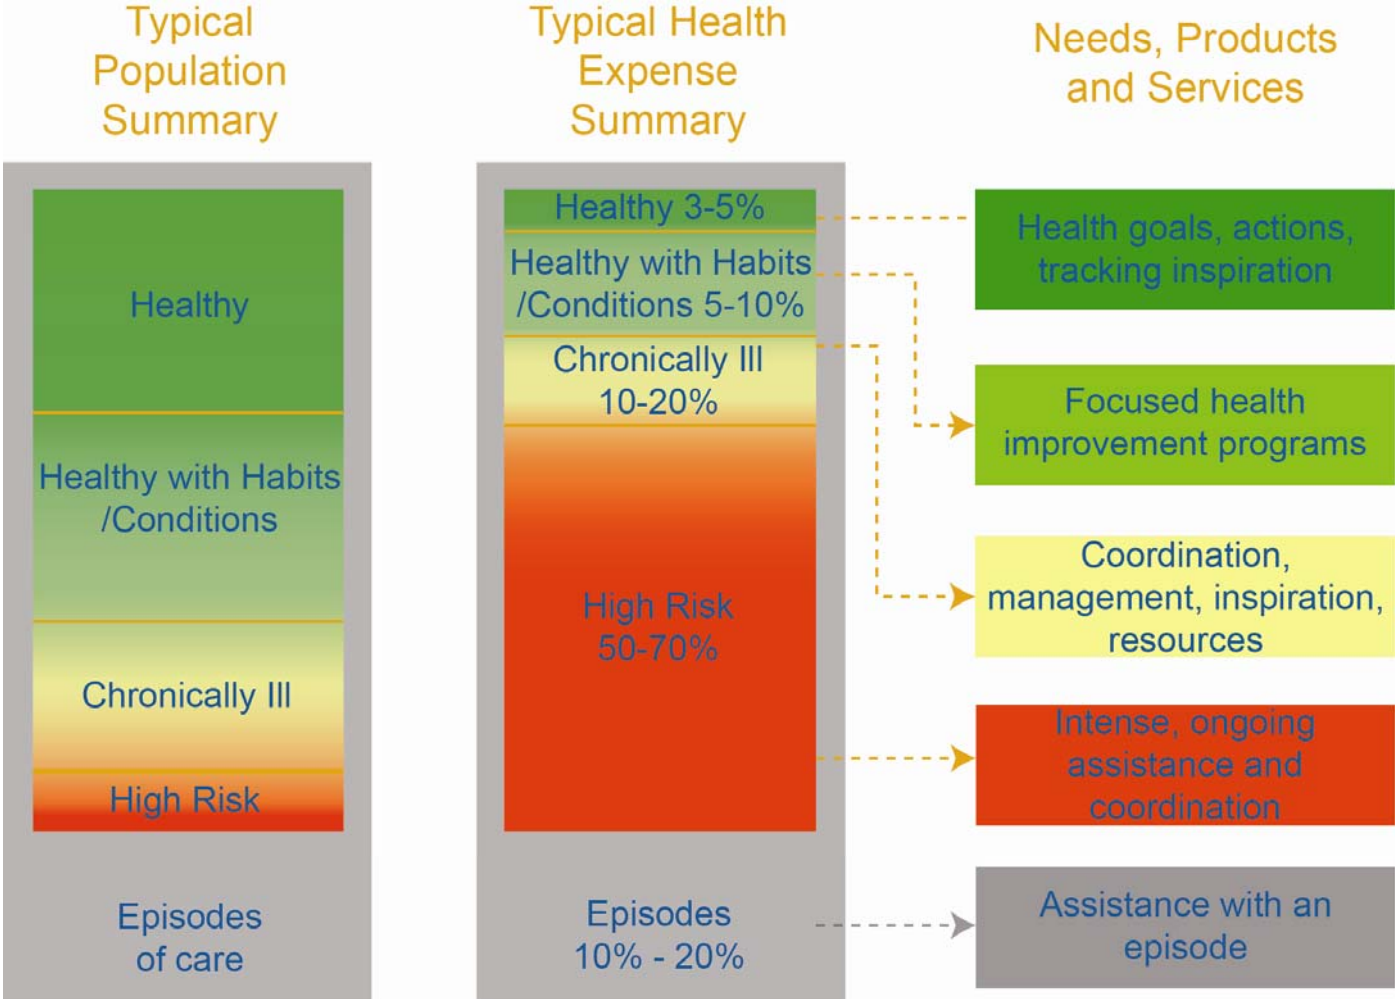 Typical
Population
Summary
Healthy
Healthy with Habits
/Conditions
Chronically Ill
High Risk
Episodes
of care
Typical Health
Expense
Summary
Healthy 3-5%
Healthy with Habits
/Conditions 5-10%
Chronically Ill
10-20%
High Risk
50-70%
Episodes
10% - 20%
Needs, Products
and Services
Health goals, actions,
tracking inspiration
Focused health
improvement programs
Coordination,
management, inspiration,
resources
Intense, ongoing
assistance and
coordination
Assistance with an
episode